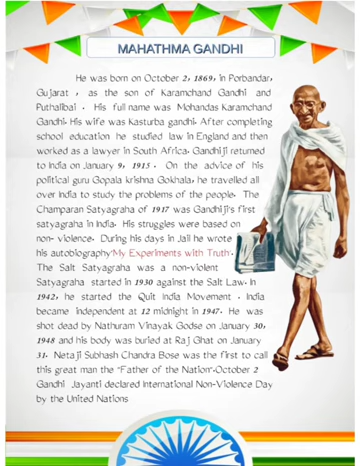 MAHATHMA GANDHI
He was born on October 2, 1869, in Porbandar,
Gujarat , as the son of Karamchand Gandhi and
Puthalibai . His full name was Mohandas Karamchand
Gandhi. His wife was Kasturba gandhi. After completing
school education he studied law in England and then
worked as a lawyer in South Africa. Gandhiji returned
to India on January 9, 1915 . On the advice of his
political guru Gopala krishna Gokhale, he travelled all
over India to study the problems of the people. The
Champaran Satyagraha of 1917 was Gandhiji's first
satyagraha in India. His struggles were based on
non- violence. During his days in Jail he wrote
his autobiography'My Experiments with Truth'.
The Salt Satyagraha was a non-violent
Satyagraha started in 1930 against the Salt Law. In
1942, he started the Quit India Movement . India
became independent at 12 midnight in 1947. He was
shot dead by Nathuram Vinayak Godse on January 30,
1948 and his body was buried at Raj Ghat on January
31. Netaji Subhash Chandra Bose was the first to call
this great man the "Father of the Nation".October 2
Gandhi Jayanti declared International Non-Violence Day
by the United Nations